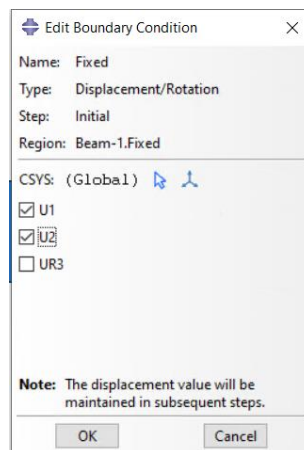 Edit Boundary Condition
Name: Fixed
Type: Displacement/Rotation
Step: Initial
Region: Beam-1.Fixed
CSYS: (Global)
U1
U2
UR3
Note: The displacement value will be
maintained in subsequent steps.
OK Cancel